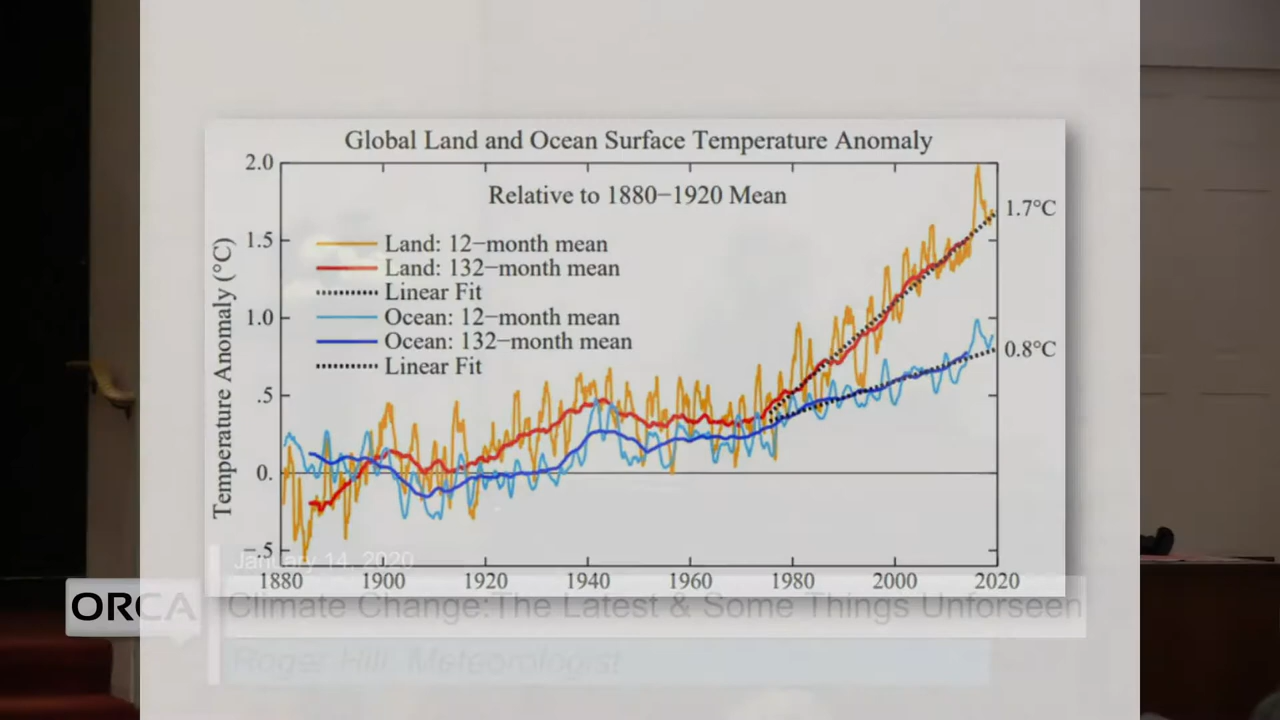 Global Land and Ocean Surface Temperature Anomaly
Relative to 1880−1920 Mean
Temperature Anomaly (°C)
2.0
1.5
1.0
.5
0.
−.5
Land: 12−month mean
Land: 132−month mean
Linear Fit
Ocean: 12−month mean
Ocean: 132−month mean
Linear Fit
1.7°C
0.8°C
1880 1900 1920 1940 1960 1980 2000 2020
January 14, 2020
ORCA
Climate Change:The Latest & Some Things Unforseen
Roger Hill, Meteorologist